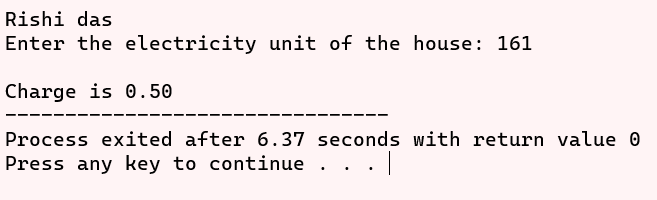 Rishi das
Enter the electricity unit of the house: 161
Charge is 0.50
--------------------------------
Process exited after 6.37 seconds with return value 0
Press any key to continue . . .